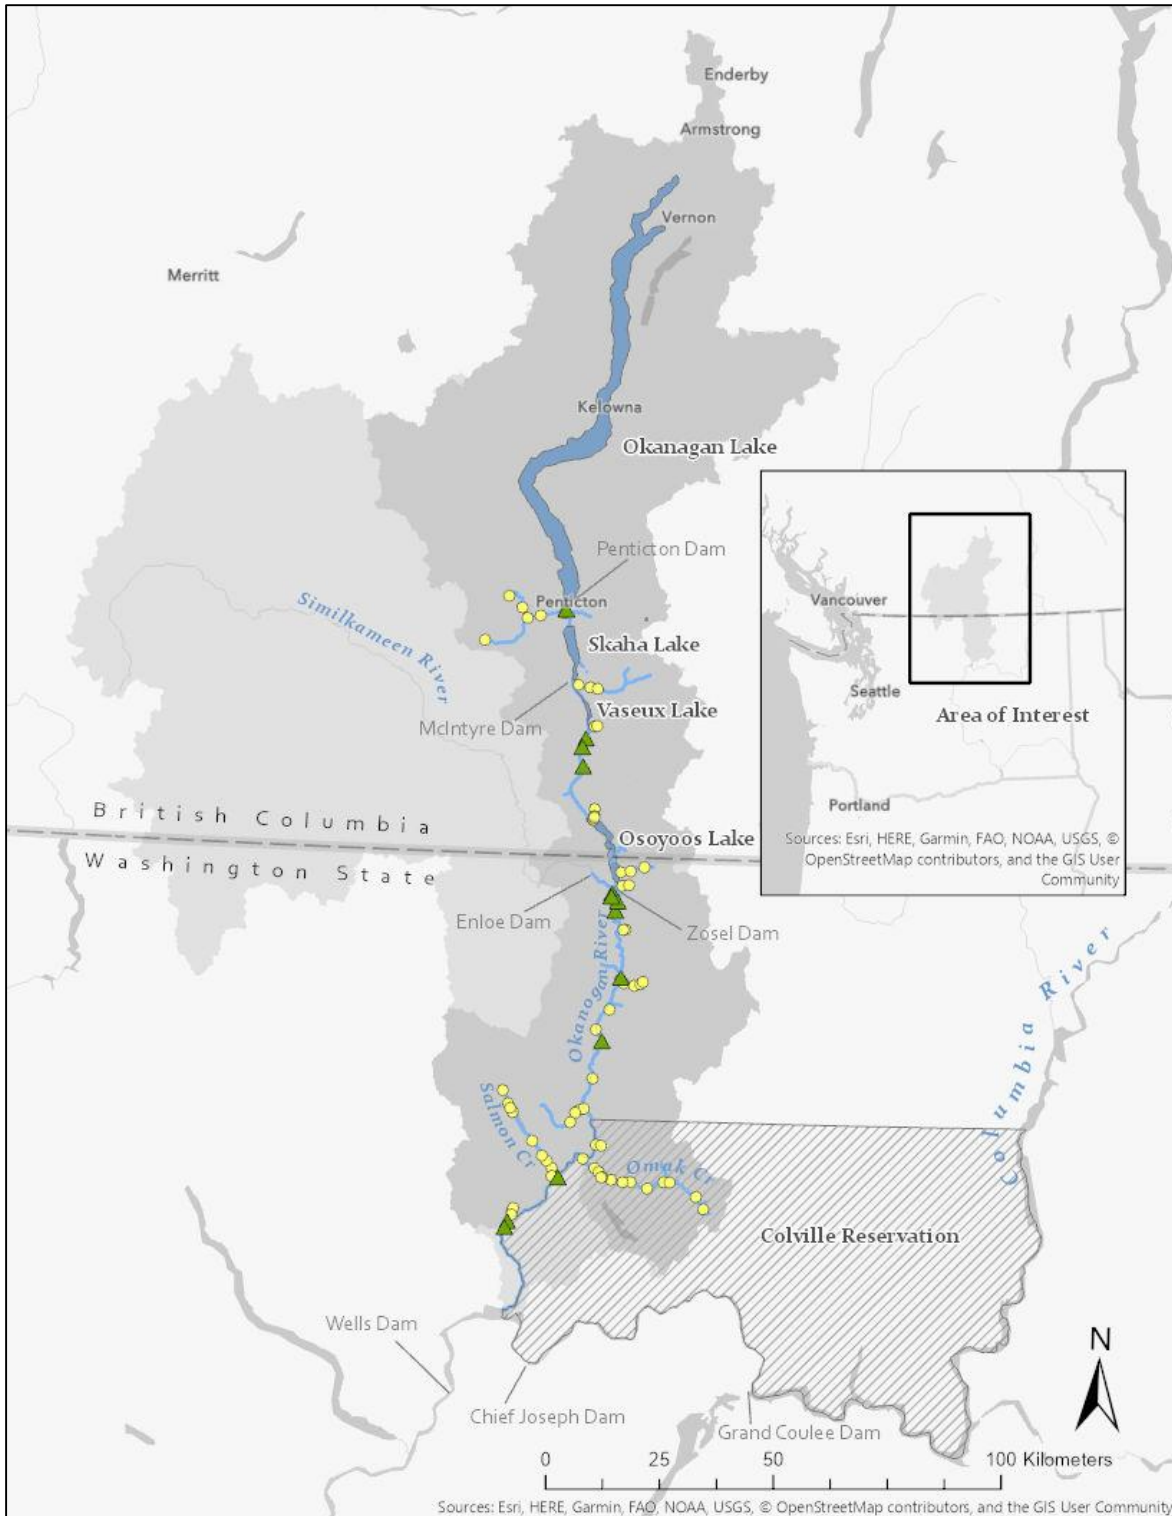 Enderby
Armstrong
Vernon
Merritt
Kelowna
Okanagan Lake
Penticton Dam
Penticton
Similkameen River
Skaha Lake
Vaseux Lake
McIntyre Dam
British Columbia
Washington State
Osoyoos Lake
Enloe Dam
Zosel Dam
Okanogan River
Salmon Cr
Omak Cr
Columbia River
Colville Reservation
Wells Dam
Chief Joseph Dam
Grand Coulee Dam
Vancouver
Seattle
Area of Interest
Portland
Sources: Esri, HERE, Garmin, FAO, NOAA, USGS, ©
OpenStreetMap contributors, and the GIS User
Community
N
0 25 50 100 Kilometers
Sources: Esri, HERE, Garmin, FAO, NOAA, USGS, © OpenStreetMap contributors, and the GIS User Community